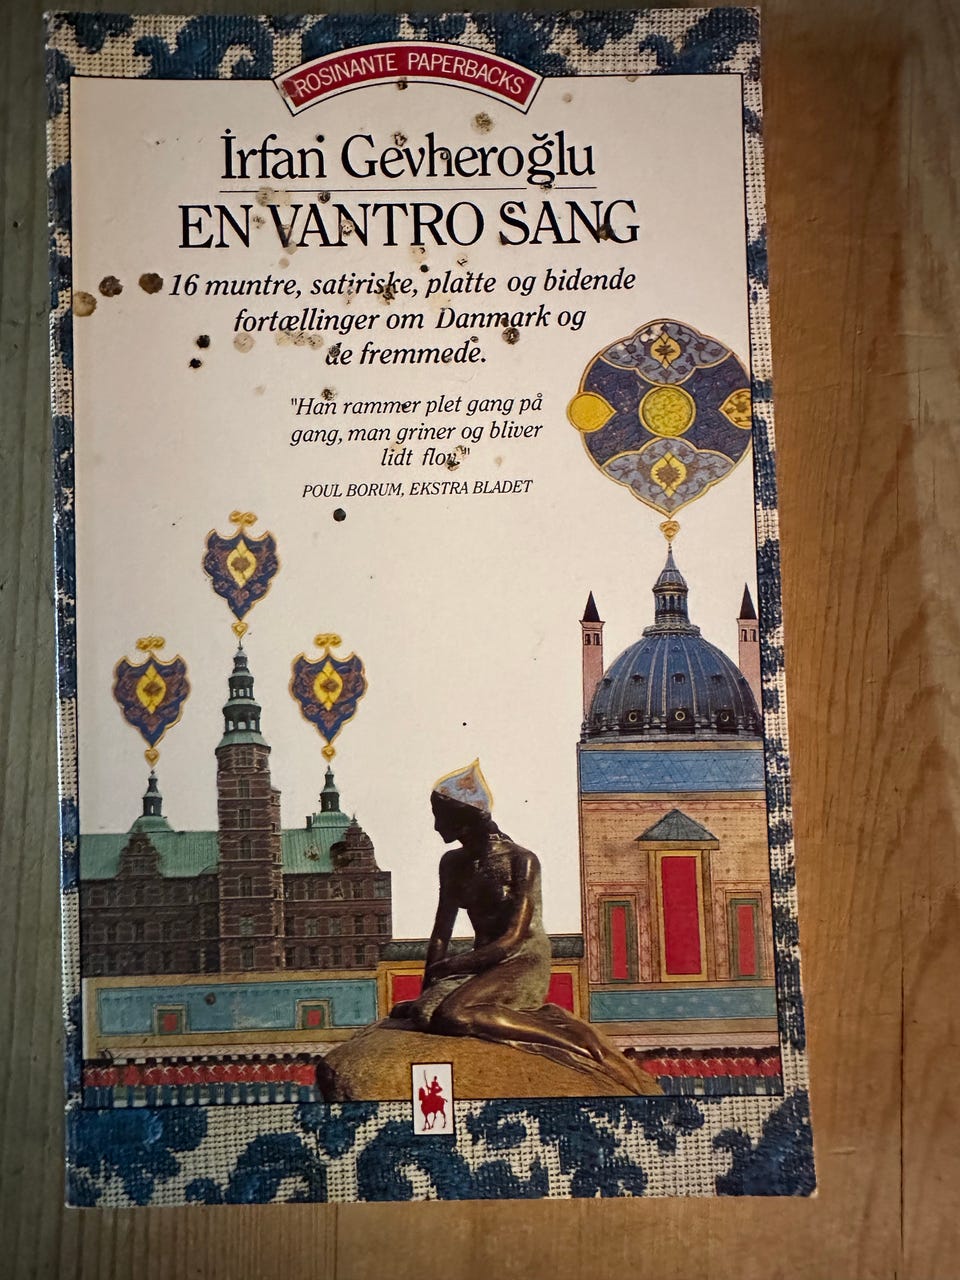 ROSINANTE PAPERBACKS
İrfan Gevheroğlu
EN VANTRO SANG
16 muntre, satiriske, platte og bidende
fortællinger om Danmark og
de fremmede.
"Han rammer plet gang på
gang, man griner og bliver
lidt flov."
POUL BORUM, EKSTRA BLADET